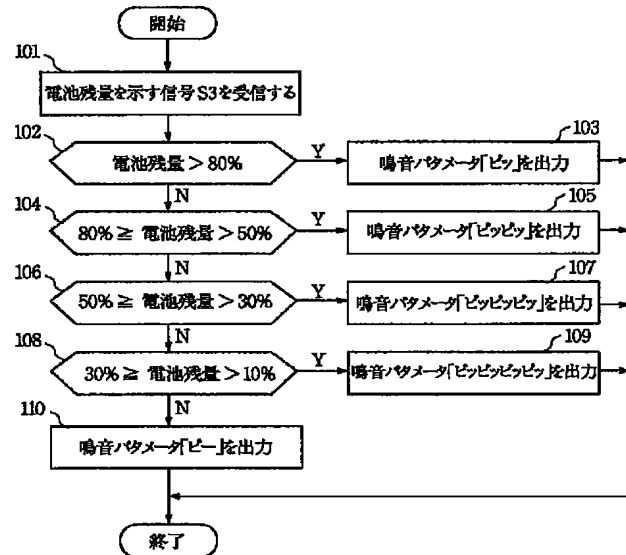 開始
101
電池残量を示す信号S3を受信する
102
電池残量 > 80%
Y
103
鳴音パタメータ「ピッ」を出力
N
104
80% ≧ 電池残量 > 50%
Y
105
鳴音パタメータ「ピッピッ」を出力
N
106
50% ≧ 電池残量 > 30%
Y
107
鳴音パタメータ「ピッピッピッ」を出力
N
108
30% ≧ 電池残量 > 10%
Y
109
鳴音パタメータ「ピッピッピッピッ」を出力
N
110
鳴音パタメータ「ピー」を出力
終了